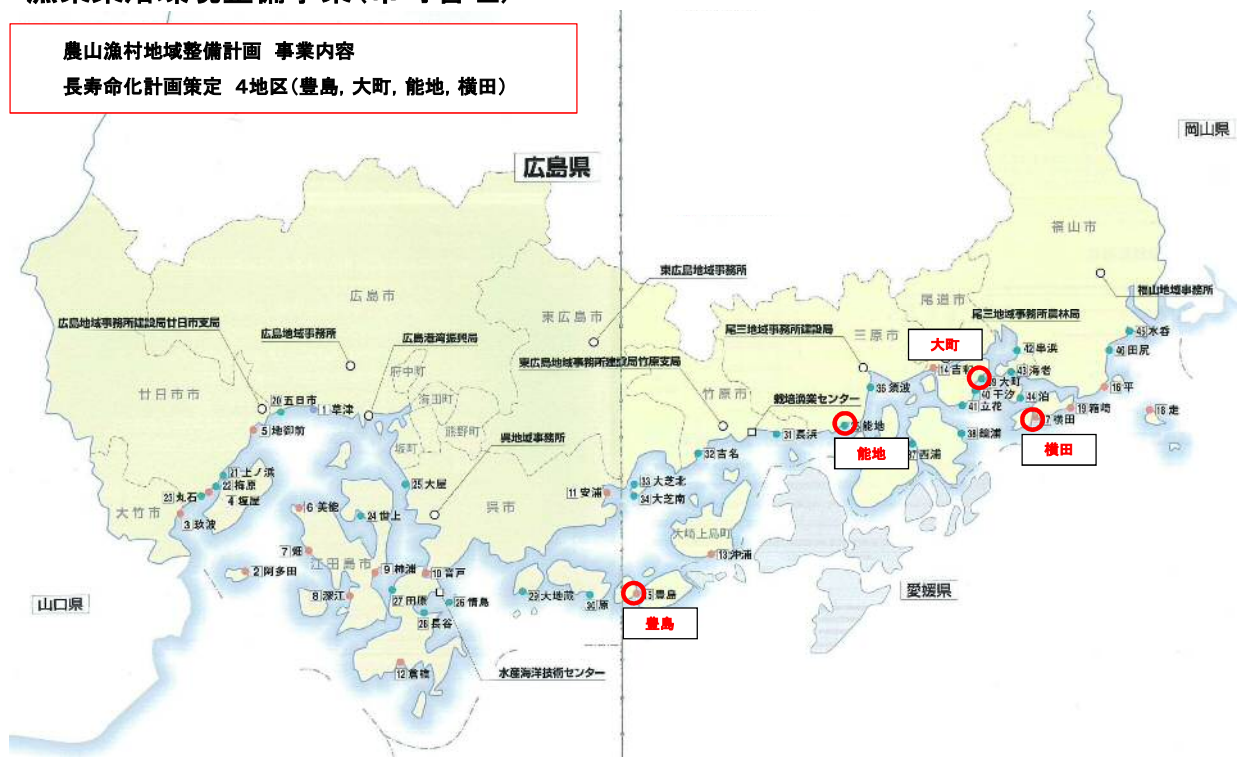 農山漁村地域整備計画 事業内容
長寿命化計画策定 4地区(豊島, 大町, 能地, 横田)
岡山県
広島県
福山市
東広島地域事務所
福山地域事務所
広島市
尾道市
広島地域事務所建設局廿日市支局
広島地域事務所
広島港湾振興局
東広島市
尾三地域事務所建設局
尾三地域事務所農林局
三原市
45 水呑
大町
42 串浜
46 田尻
東広島地域事務所建設局竹原支局
府中町
14 吉和
43 海老
廿日市市
竹原市
35 須波
大町
16 平
海田町
栽培漁業センター
40 干汐
44 泊
20 五日市
1 草津
41 立花
19 箱崎
18 走
5 地御前
坂町
熊野町
呉地域事務所
31 長浜
能地
横田
38 鏡浦
能地
横田
32 吉名
37 西浦
21 上ノ浜
22 梅原
25 大屋
33 大芝北
23 丸石
4 塩屋
11 安浦
34 大芝南
大竹市
3 玖波
6 美能
24 世上
呉市
大崎上島町
7 畑
13 沖浦
2 阿多田
江田島市
9 柿浦
10 音戸
愛媛県
山口県
8 深江
27 田原
26 情島
29 大地蔵
30 原
豊島
28 長谷
豊島
12 倉橋
水産海洋技術センター